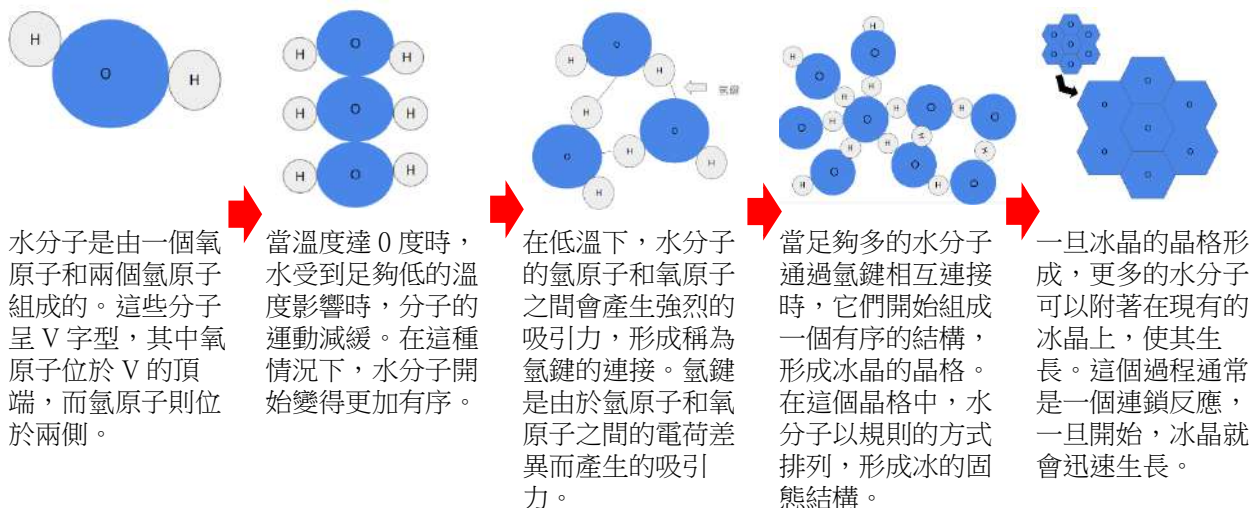 H
O
H
水分子是由一個氧
原子和兩個氫原子
組成的。這些分子
呈 V 字型，其中氧
原子位於 V 的頂
端，而氫原子則位
於兩側。
H O H
H O H
H O H
當溫度達 0 度時，
水受到足夠低的溫
度影響時，分子的
運動減緩。在這種
情況下，水分子開
始變得更加有序。
O
H H
氫鍵
H
O
H
O
H
H
在低溫下，水分子
的氫原子和氧原子
之間會產生強烈的
吸引力，形成稱為
氫鍵的連接。氫鍵
是由於氫原子和氧
原子之間的電荷差
異而產生的吸引
力。
H
O
H
O
H
H H
O H O H O H O
H H H H
O O
H H O
當足夠多的水分子
通過氫鍵相互連接
時，它們開始組成
一個有序的結構，
形成冰晶的晶格。
在這個晶格中，水
分子以規則的方式
排列，形成冰的固
態結構。
O
O O
O
O O
O
O
O O
O
O O
O
一旦冰晶的晶格形
成，更多的水分子
可以附著在現有的
冰晶上，使其生
長。這個過程通常
是一個連鎖反應，
一旦開始，冰晶就
會迅速生長。